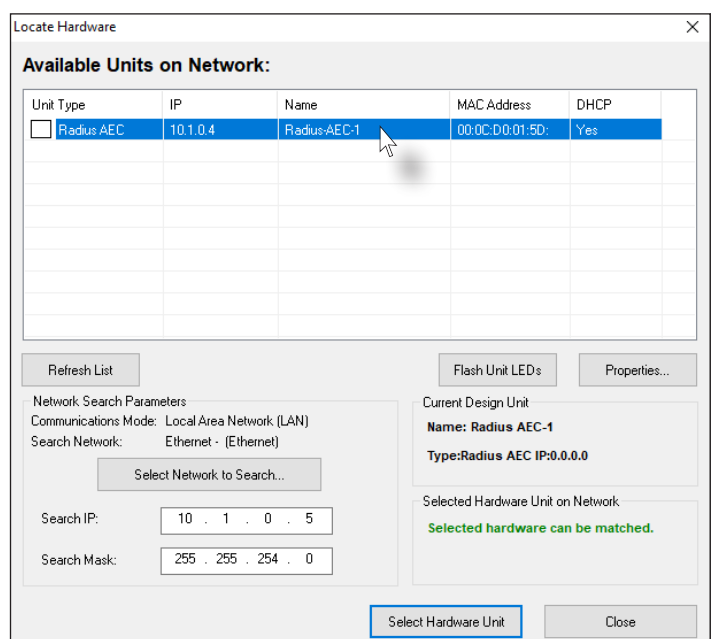 Locate Hardware
Available Units on Network:
Unit Type IP Name MAC Address DHCP
Radius AEC 10.1.0.4 Radius-AEC-1 00:0C:D0:01:5D: Yes
Refresh List Flash Unit LEDs Properties...
Network Search Parameters
Communications Mode: Local Area Network (LAN)
Search Network: Ethernet - (Ethernet)
Select Network to Search...
Search IP: 10 . 1 . 0 . 5
Search Mask: 255 . 255 . 254 . 0
Current Design Unit
Name: Radius AEC-1
Type:Radius AEC IP:0.0.0.0
Selected Hardware Unit on Network
Selected hardware can be matched.
Select Hardware Unit Close